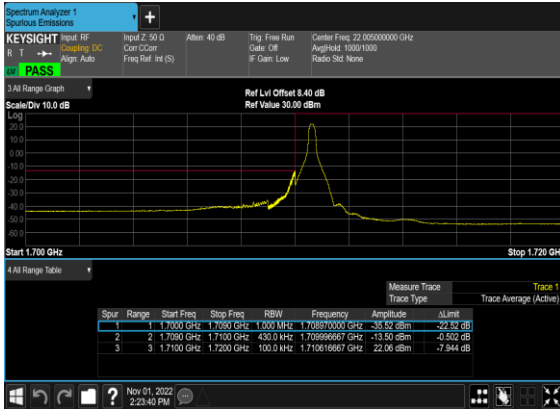 Spectrum Analyzer 1
Spurious Emissions
KEYSIGHT Input: RF Input Z: 50 Ω Atten: 40 dB Trig: Free Run Center Freq: 22.005000000 GHz
R T Coupling: DC Corr CCorr Gate: Off Avg|Hold: 1000/1000
Align: Auto Freq Ref: Int (S) IF Gain: Low Radio Std: None
PASS
3 All Range Graph
Ref Lvl Offset 8.40 dB
Scale/Div 10.0 dB Ref Value 30.00 dBm
Log
20.0
10.0
0.00
-10.0
-20.0
-30.0
-40.0
-50.0
-60.0
Start 1.700 GHz Stop 1.720 GH
4 All Range Table
Measure Trace Trace 1
Trace Type Trace Average (Active)
Spur Range Start Freq Stop Freq RBW Frequency Amplitude ΔLimit
1 1 1.7000 GHz 1.7090 GHz 1.000 MHz 1.708970000 GHz -35.52 dBm -22.52 dB
2 2 1.7090 GHz 1.7100 GHz 430.0 kHz 1.709996667 GHz -13.50 dBm -0.502 dB
3 3 1.7100 GHz 1.7200 GHz 100.0 kHz 1.710616667 GHz 22.06 dBm -7.944 dB
? Nov 01, 2022
2:23:40 PM